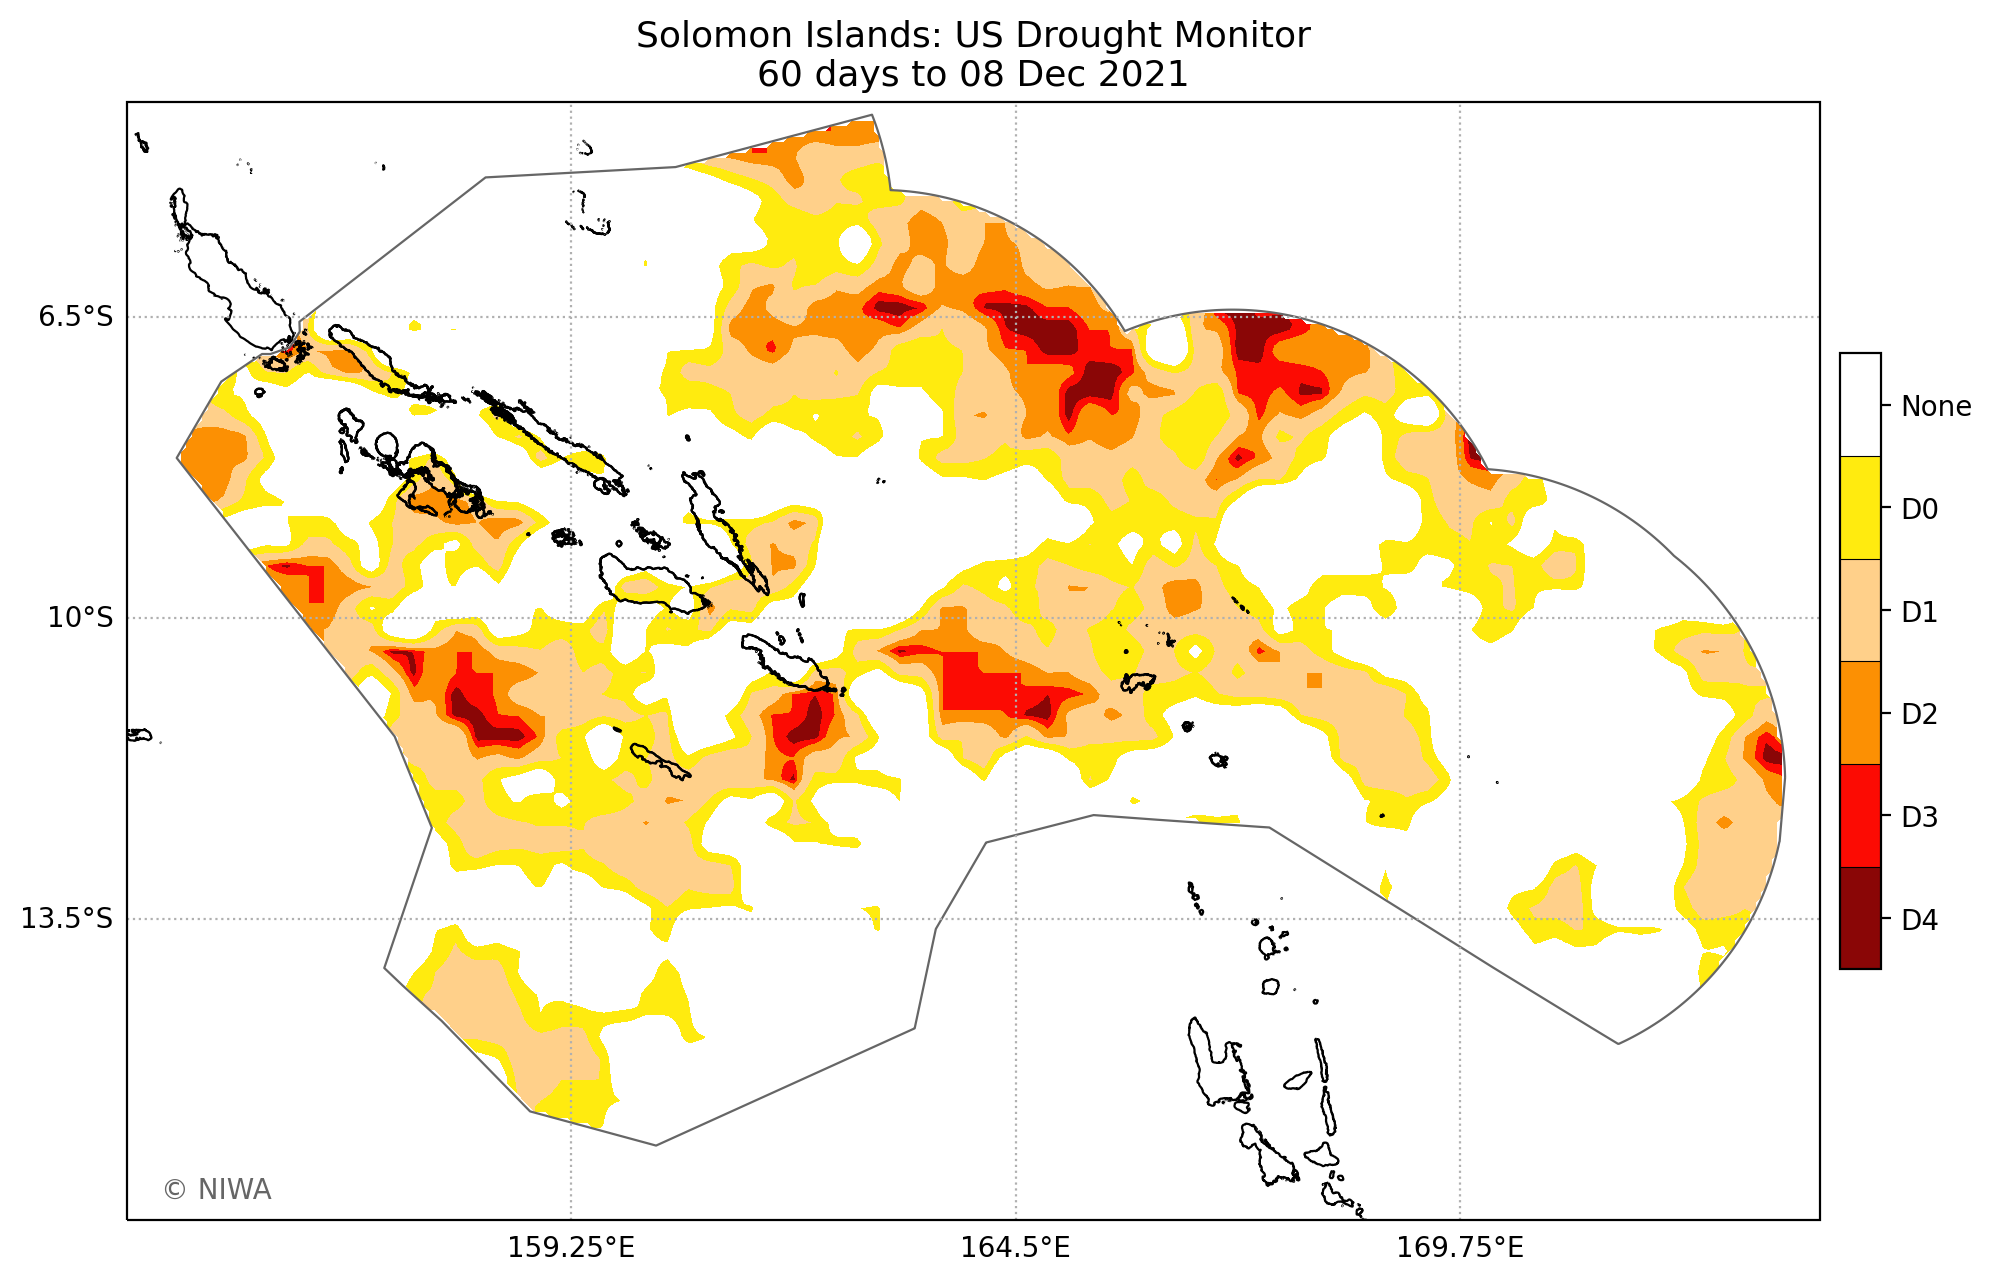 Solomon Islands: US Drought Monitor
60 days to 08 Dec 2021
6.5°S
10°S
13.5°S
159.25°E
164.5°E
169.75°E
None
D0
D1
D2
D3
D4
© NIWA